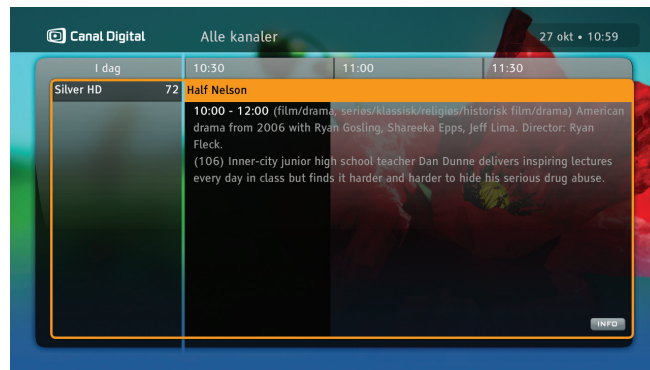 Canal Digital
Alle kanaler
27 okt • 10:59
I dag
10:30
11:00
11:30
Silver HD 72
Half Nelson
10:00 - 12:00 (film/drama, seriøs/klassisk/religiøs/historisk film/drama) American
drama from 2006 with Ryan Gosling, Shareeka Epps, Jeff Lima. Director: Ryan
Fleck.
(106) Inner-city junior high school teacher Dan Dunne delivers inspiring lectures
every day in class but finds it harder and harder to hide his serious drug abuse.
INFO